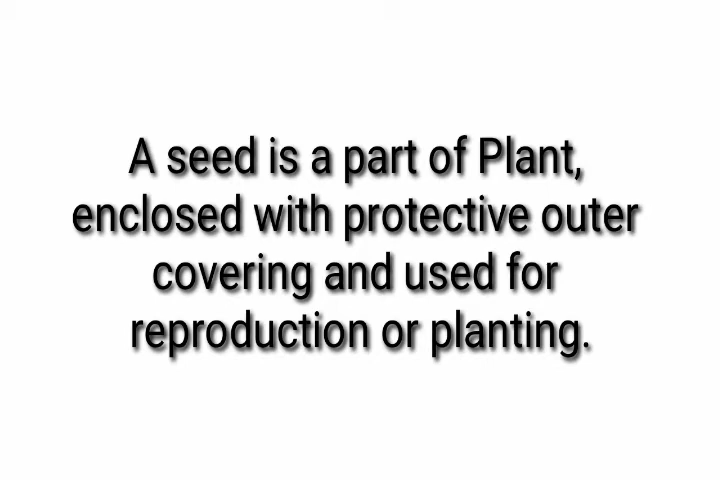 A seed is a part of Plant,
enclosed with protective outer
covering and used for
reproduction or planting.